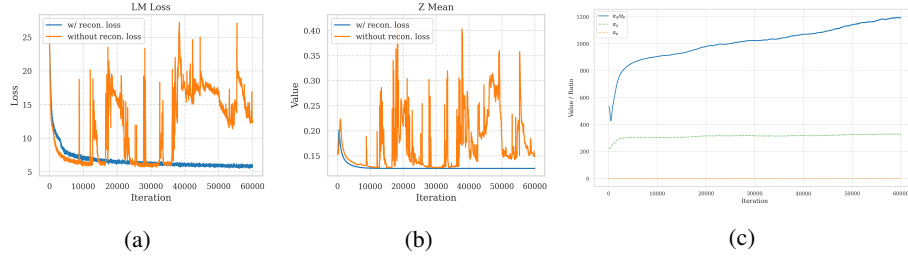 LM Loss
w/ recon. loss
without recon. loss
25
20
15
10
5
Loss
0 10000 20000 30000 40000 50000 60000
Iteration
(a)
Z Mean
w/ recon. loss
without recon. loss
0.40
0.35
0.30
0.25
0.20
0.15
Value
0 10000 20000 30000 40000 50000 60000
Iteration
(b)
1200
1000
800
600
400
200
0
Value / Ratio
0 10000 20000 30000 40000 50000 60000
Iteration
(c)